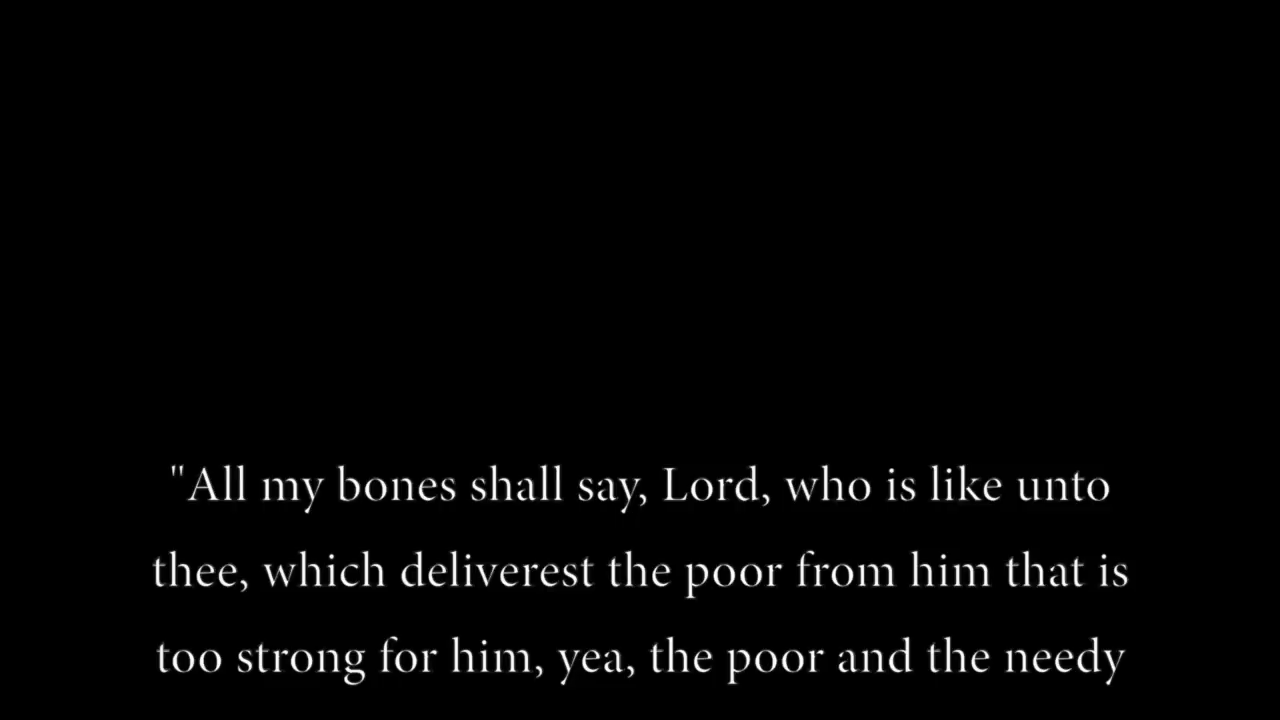 "All my bones shall say, Lord, who is like unto
thee, which deliverest the poor from him that is
too strong for him, yea, the poor and the needy